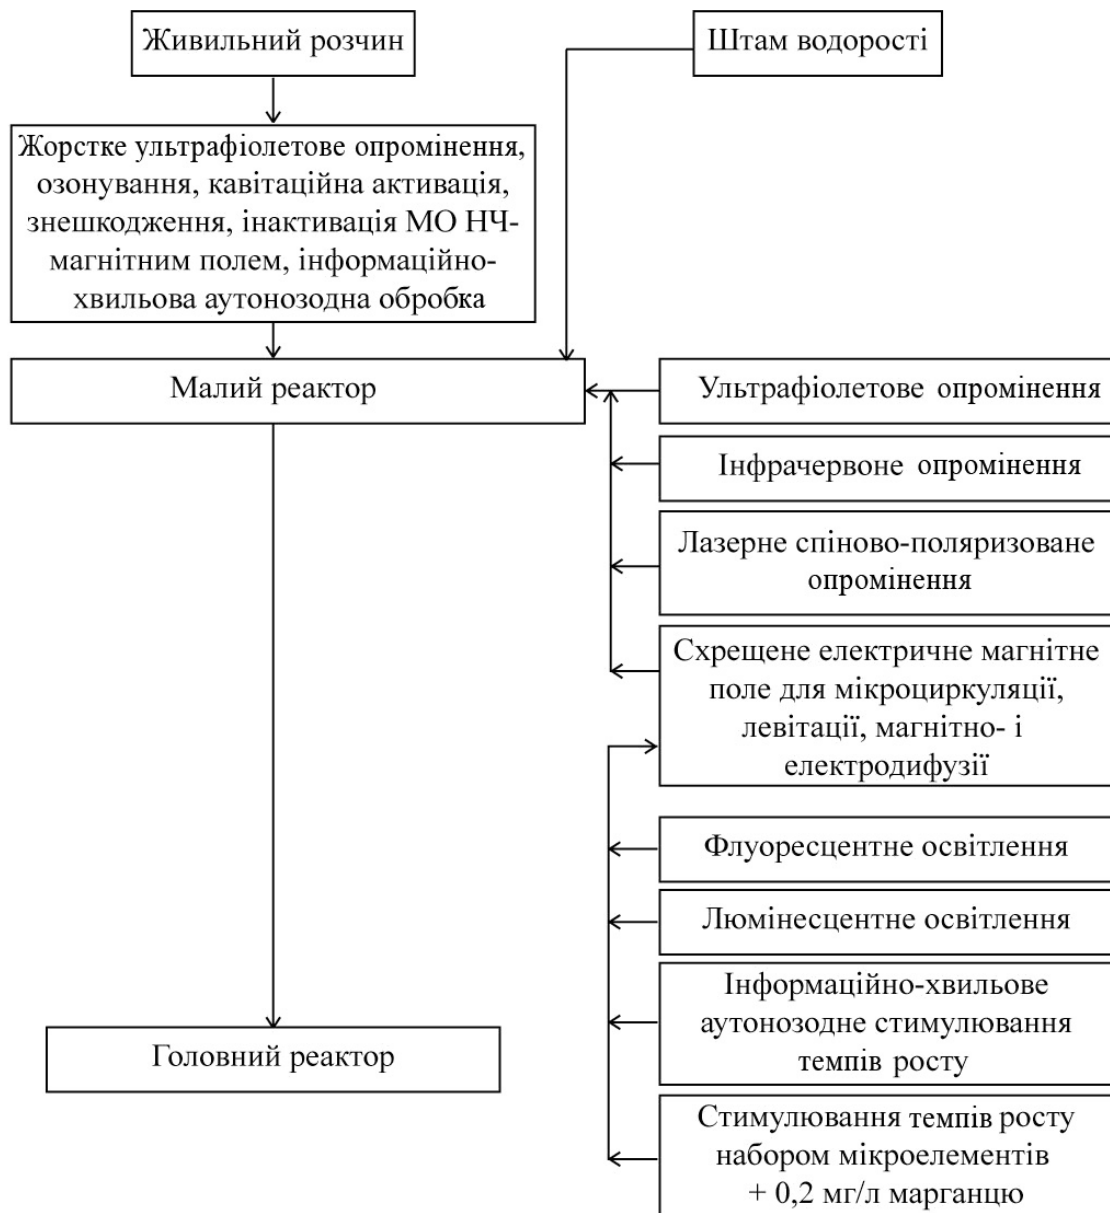 Живильний розчин
Штам водорості
Жорстке ультрафіолетове опромінення,
озонування, кавітаційна активація,
знешкодження, інактивація МО НЧ-
магнітним полем, інформаційно-
хвильова аутонозодна обробка
Малий реактор
Ультрафіолетове опромінення
Інфрачервоне опромінення
Лазерне спіново-поляризоване
опромінення
Схрещене електричне магнітне
поле для мікроциркуляції,
левітації, магнітно- і
електродифузії
Флуоресцентне освітлення
Люмінесцентне освітлення
Інформаційно-хвильове
аутонозодне стимулювання
темпів росту
Головний реактор
Стимулювання темпів росту
набором мікроелементів
+ 0,2 мг/л марганцю